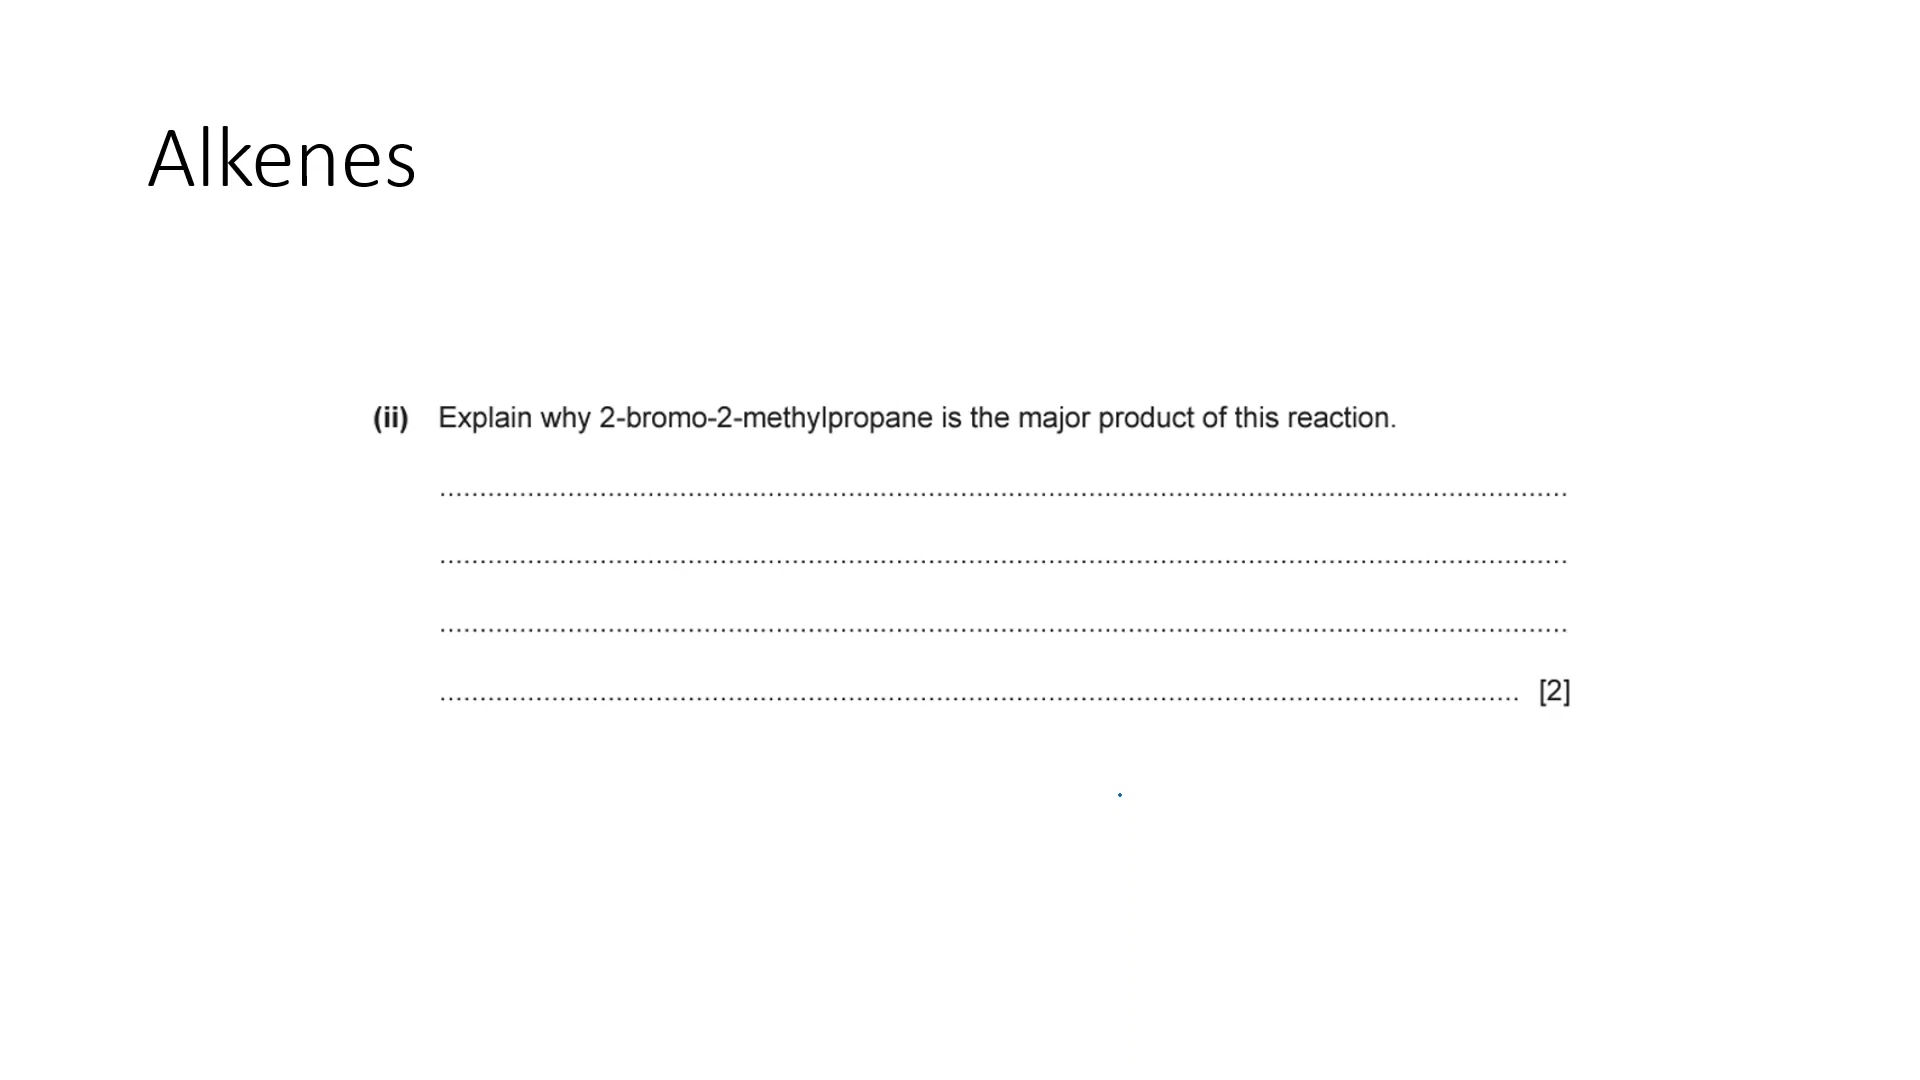 Alkenes
(ii) Explain why 2-bromo-2-methylpropane is the major product of this reaction.
................................................................................
................................................................................
................................................................................
................................................................................ [2]